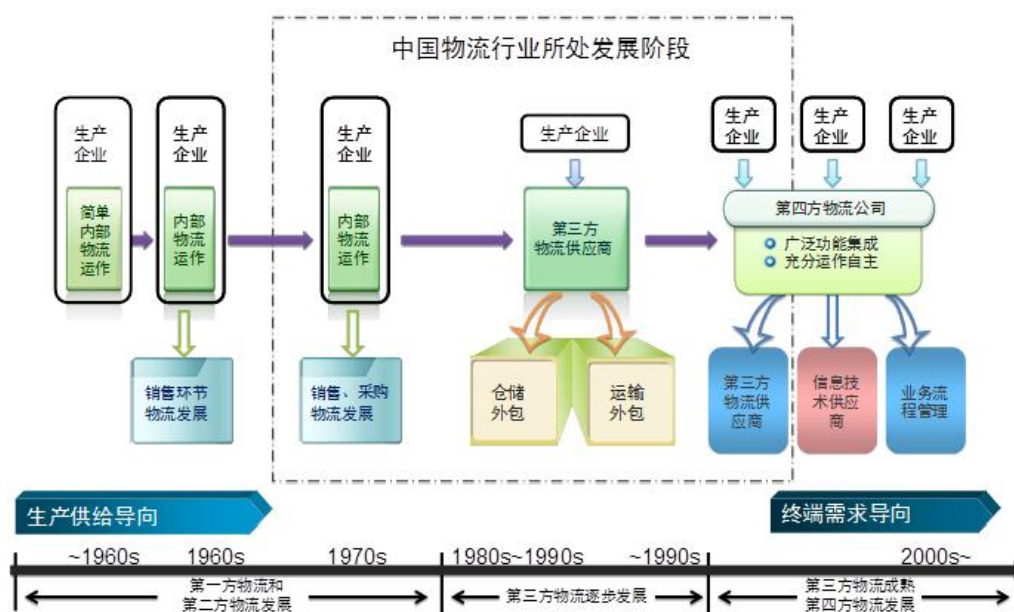 中国物流行业所处发展阶段
生产
企业
简单
内部
物流
运作
生产
企业
内部
物流
运作
生产
企业
内部
物流
运作
生产企业
第三方
物流供应商
生产
企业
生产
企业
生产
企业
第四方物流公司
广泛功能集成
充分运作自主
销售环节
物流发展
销售、采购
物流发展
仓储
外包
运输
外包
第三方
物流供
应商
信息技
术供应
商
业务流
程管理
生产供给导向
终端需求导向
~1960s
1960s
1970s
1980s~1990s
~1990s
2000s~
第一方物流和
第二方物流发展
第三方物流逐步发展
第三方物流成熟
第四方物流发展